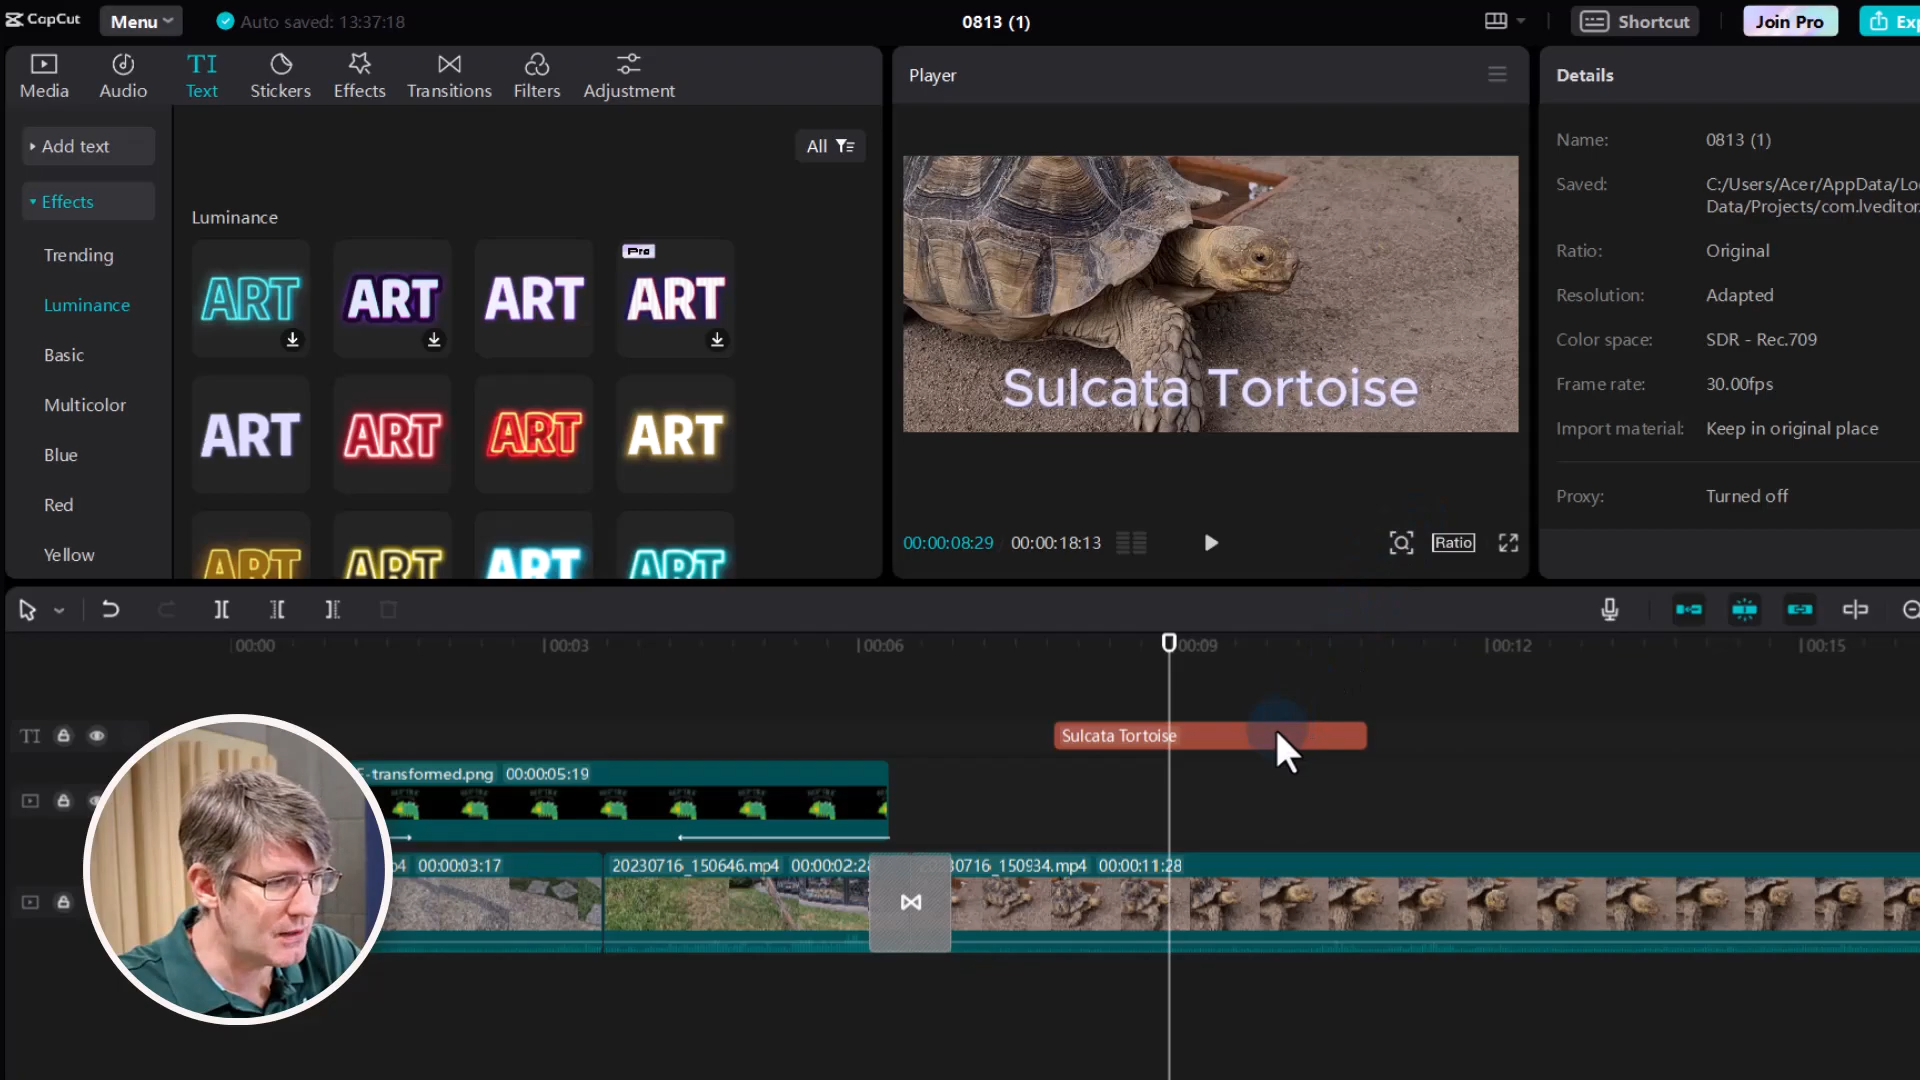 CapCut Menu Auto saved: 13:37:18 0813 (1) Shortcut Join Pro
Media Audio Text Stickers Effects Transitions Filters Adjustment
Player
Details
Add text
All
Effects
Luminance
Trending
Luminance
Basic
Multicolor
Blue
Red
Yellow
ART ART ART Pro ART
ART ART ART ART
ART ART ART ART
Sulcata Tortoise
00:00:08:29 00:00:18:13 Ratio
Name: 0813 (1)
Saved: C:/Users/Acer/AppData/Lo
Data/Projects/com.lveditor.
Ratio: Original
Resolution: Adapted
Color space: SDR - Rec.709
Frame rate: 30.00fps
Import material: Keep in original place
Proxy: Turned off
00:00 00:03 00:06 00:09 00:12 00:15
TI Sulcata Tortoise
-transformed.png 00:00:05:19
00:00:03:17 20230716_150646.mp4 00:00:02:2 0716_150934.mp4 00:00:11:28